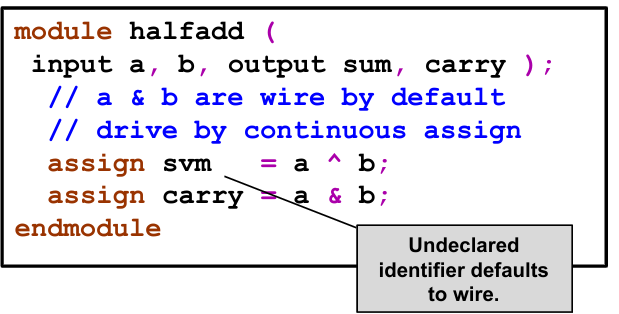 module halfadd (
input a, b, output sum, carry );
// a & b are wire by default
// drive by continuous assign
assign svm = a ^ b;
assign carry = a & b;
endmodule
Undeclared
identifier defaults
to wire.